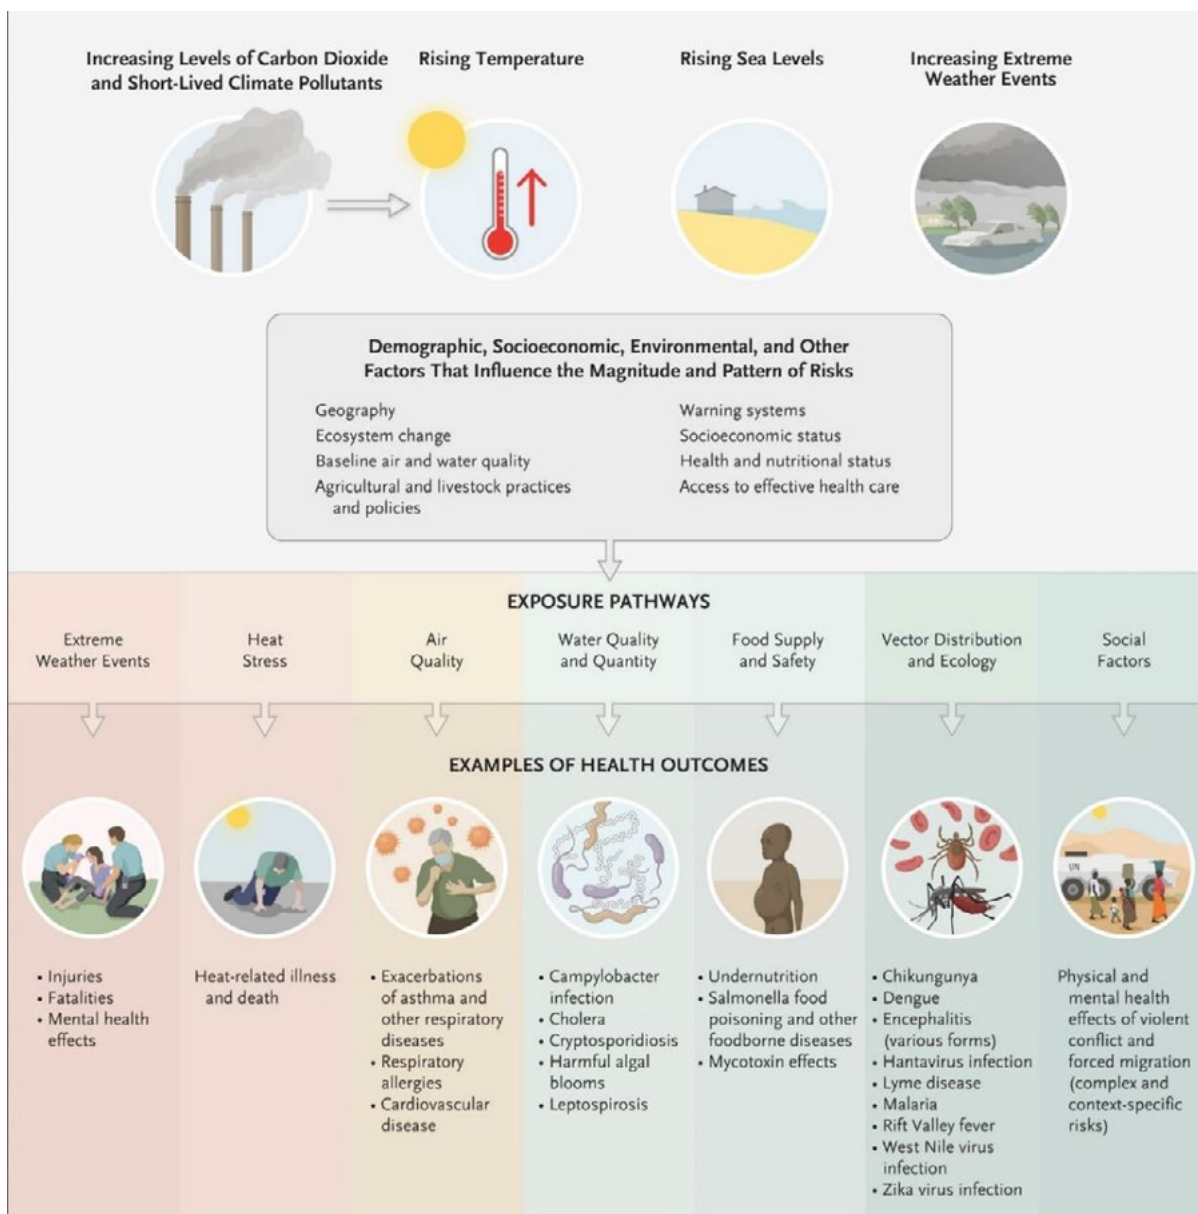 Increasing Levels of Carbon Dioxide
and Short-Lived Climate Pollutants
Rising Temperature
Rising Sea Levels
Increasing Extreme
Weather Events
Demographic, Socioeconomic, Environmental, and Other
Factors That Influence the Magnitude and Pattern of Risks
Geography
Ecosystem change
Baseline air and water quality
Agricultural and livestock practices
and policies
Warning systems
Socioeconomic status
Health and nutritional status
Access to effective health care
EXPOSURE PATHWAYS
Extreme
Weather Events
Heat
Stress
Air
Quality
Water Quality
and Quantity
Food Supply
and Safety
Vector Distribution
and Ecology
Social
Factors
EXAMPLES OF HEALTH OUTCOMES
UN
• Injuries
• Fatalities
• Mental health
effects
Heat-related illness
and death
• Exacerbations
of asthma and
other respiratory
diseases
• Respiratory
allergies
• Cardiovascular
disease
• Campylobacter
infection
• Cholera
• Cryptosporidiosis
• Harmful algal
blooms
• Leptospirosis
• Undernutrition
• Salmonella food
poisoning and other
foodborne diseases
• Mycotoxin effects
• Chikungunya
• Dengue
• Encephalitis
(various forms)
• Hantavirus infection
• Lyme disease
• Malaria
• Rift Valley fever
• West Nile virus
infection
• Zika virus infection
Physical and
mental health
effects of violent
conflict and
forced migration
(complex and
context-specific
risks)